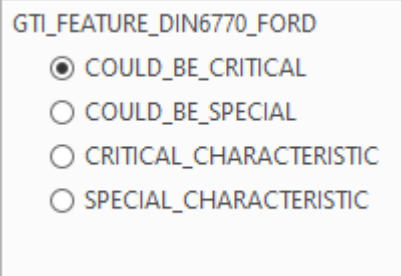 GTI_FEATURE_DIN6770_FORD
COULD_BE_CRITICAL
COULD_BE_SPECIAL
CRITICAL_CHARACTERISTIC
SPECIAL_CHARACTERISTIC